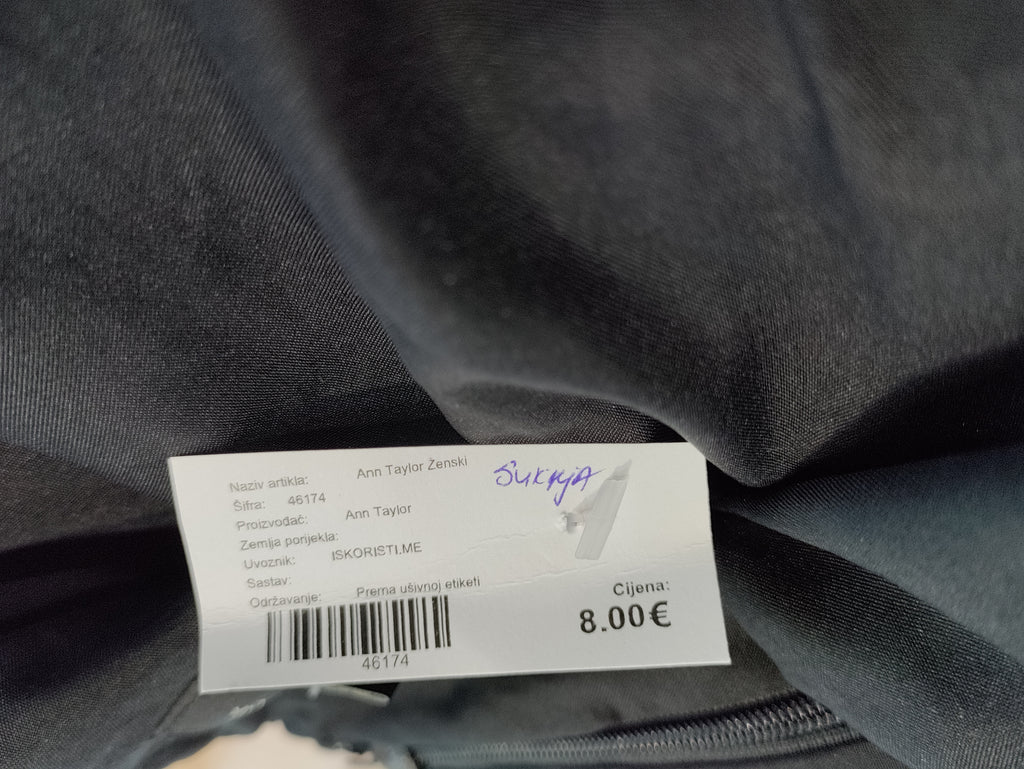 Naziv artikla: Ann Taylor Ženski
Šifra: 46174
Proizvođač: Ann Taylor
Zemlja porijekla:
Uvoznik: ISKORISTI.ME
Sastav:
Održavanje: Prema ušivnoj etiketi
46174
Suknja
Cijena:
8.00€